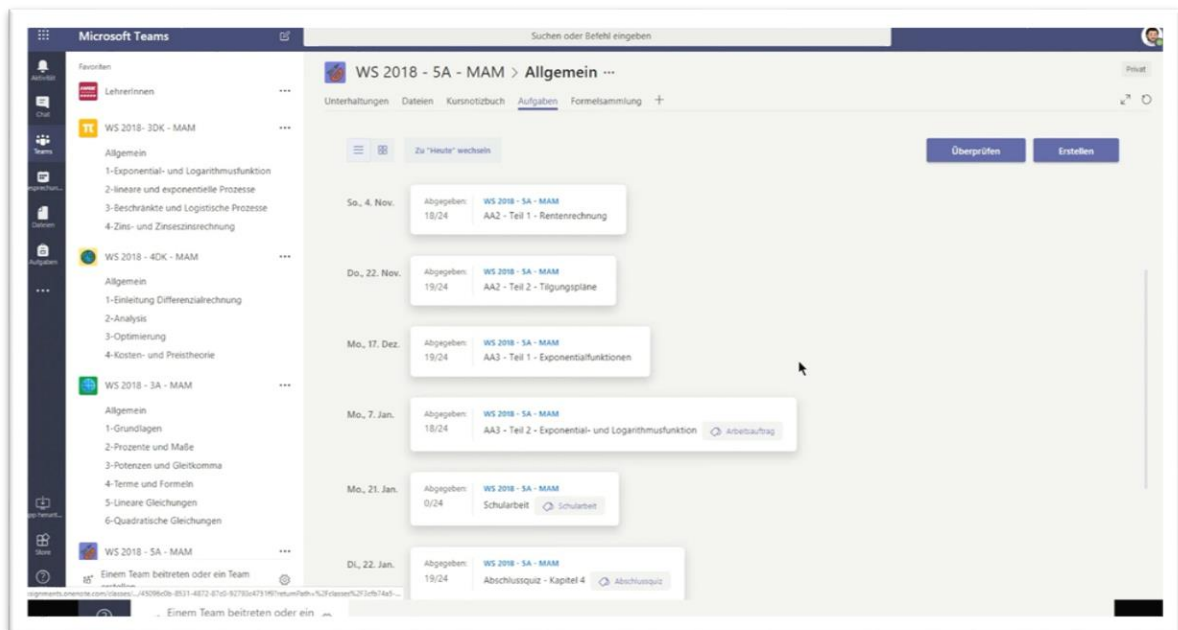 Microsoft Teams
Suchen oder Befehl eingeben
Aktivität
Chat
Teams
Dateien
Aufgaben
Store
Favoriten
LehrerInnen
WS 2018- 3DK - MAM
Allgemein
1-Exponential- und Logarithmusfunktion
2-lineare und exponentielle Prozesse
3-Beschränkte und Logistische Prozesse
4-Zins- und Zinseszinsrechnung
WS 2018 - 4DK - MAM
Allgemein
1-Einleitung Differenzialrechnung
2-Analysis
3-Optimierung
4-Kosten- und Preistheorie
WS 2018 - 3A - MAM
Allgemein
1-Grundlagen
2-Prozente und Maße
3-Potenzen und Gleitkomma
4-Terme und Formeln
5-Lineare Gleichungen
6-Quadratische Gleichungen
WS 2018 - 5A - MAM
Einem Team beitreten oder ein Team
WS 2018 - 5A - MAM > Allgemein ...
Privat
Unterhaltungen Dateien Kursnotizbuch Aufgaben Formelsammlung +
Zu "Heute" wechseln
Überprüfen
Erstellen
So., 4. Nov.
Abgegeben:
18/24
WS 2018 - 5A - MAM
AA2 - Teil 1 - Rentenrechnung
Do., 22. Nov.
Abgegeben:
19/24
WS 2018 - 5A - MAM
AA2 - Teil 2 - Tilgungspläne
Mo., 17. Dez.
Abgegeben:
19/24
WS 2018 - 5A - MAM
AA3 - Teil 1 - Exponentialfunktionen
Mo., 7. Jan.
Abgegeben:
18/24
WS 2018 - 5A - MAM
AA3 - Teil 2 - Exponential- und Logarithmusfunktion
Arbeitsauftrag
Mo., 21. Jan.
Abgegeben:
0/24
WS 2018 - 5A - MAM
Schularbeit
Schularbeit
Di., 22. Jan.
Abgegeben:
19/24
WS 2018 - 5A - MAM
Abschlussquiz - Kapitel 4
Abschlussquiz
Einem Team beitreten oder ein